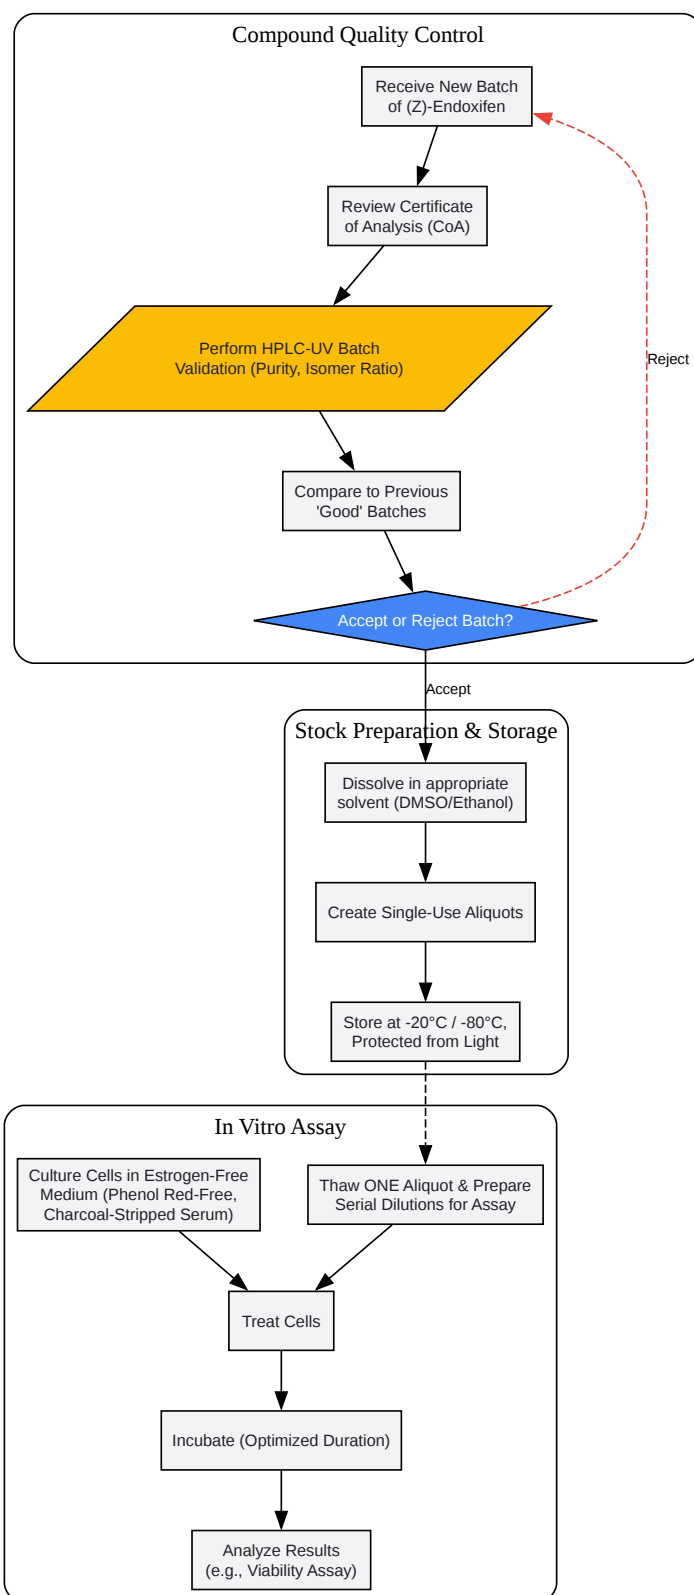 Compound Quality Control
Receive New Batch
of (Z)-Endoxifen
Review Certificate
of Analysis (CoA)
Perform HPLC-UV Batch
Validation (Purity, Isomer Ratio)
Reject
Compare to Previous
'Good' Batches
Accept or Reject Batch?
Accept
Stock Preparation & Storage
Dissolve in appropriate
solvent (DMSO/Ethanol)
Create Single-Use Aliquots
Store at -20°C / -80°C,
Protected from Light
In Vitro Assay
Culture Cells in Estrogen-Free
Medium (Phenol Red-Free,
Charcoal-Stripped Serum)
Thaw ONE Aliquot & Prepare
Serial Dilutions for Assay
Treat Cells
Incubate (Optimized Duration)
Analyze Results
(e.g., Viability Assay)